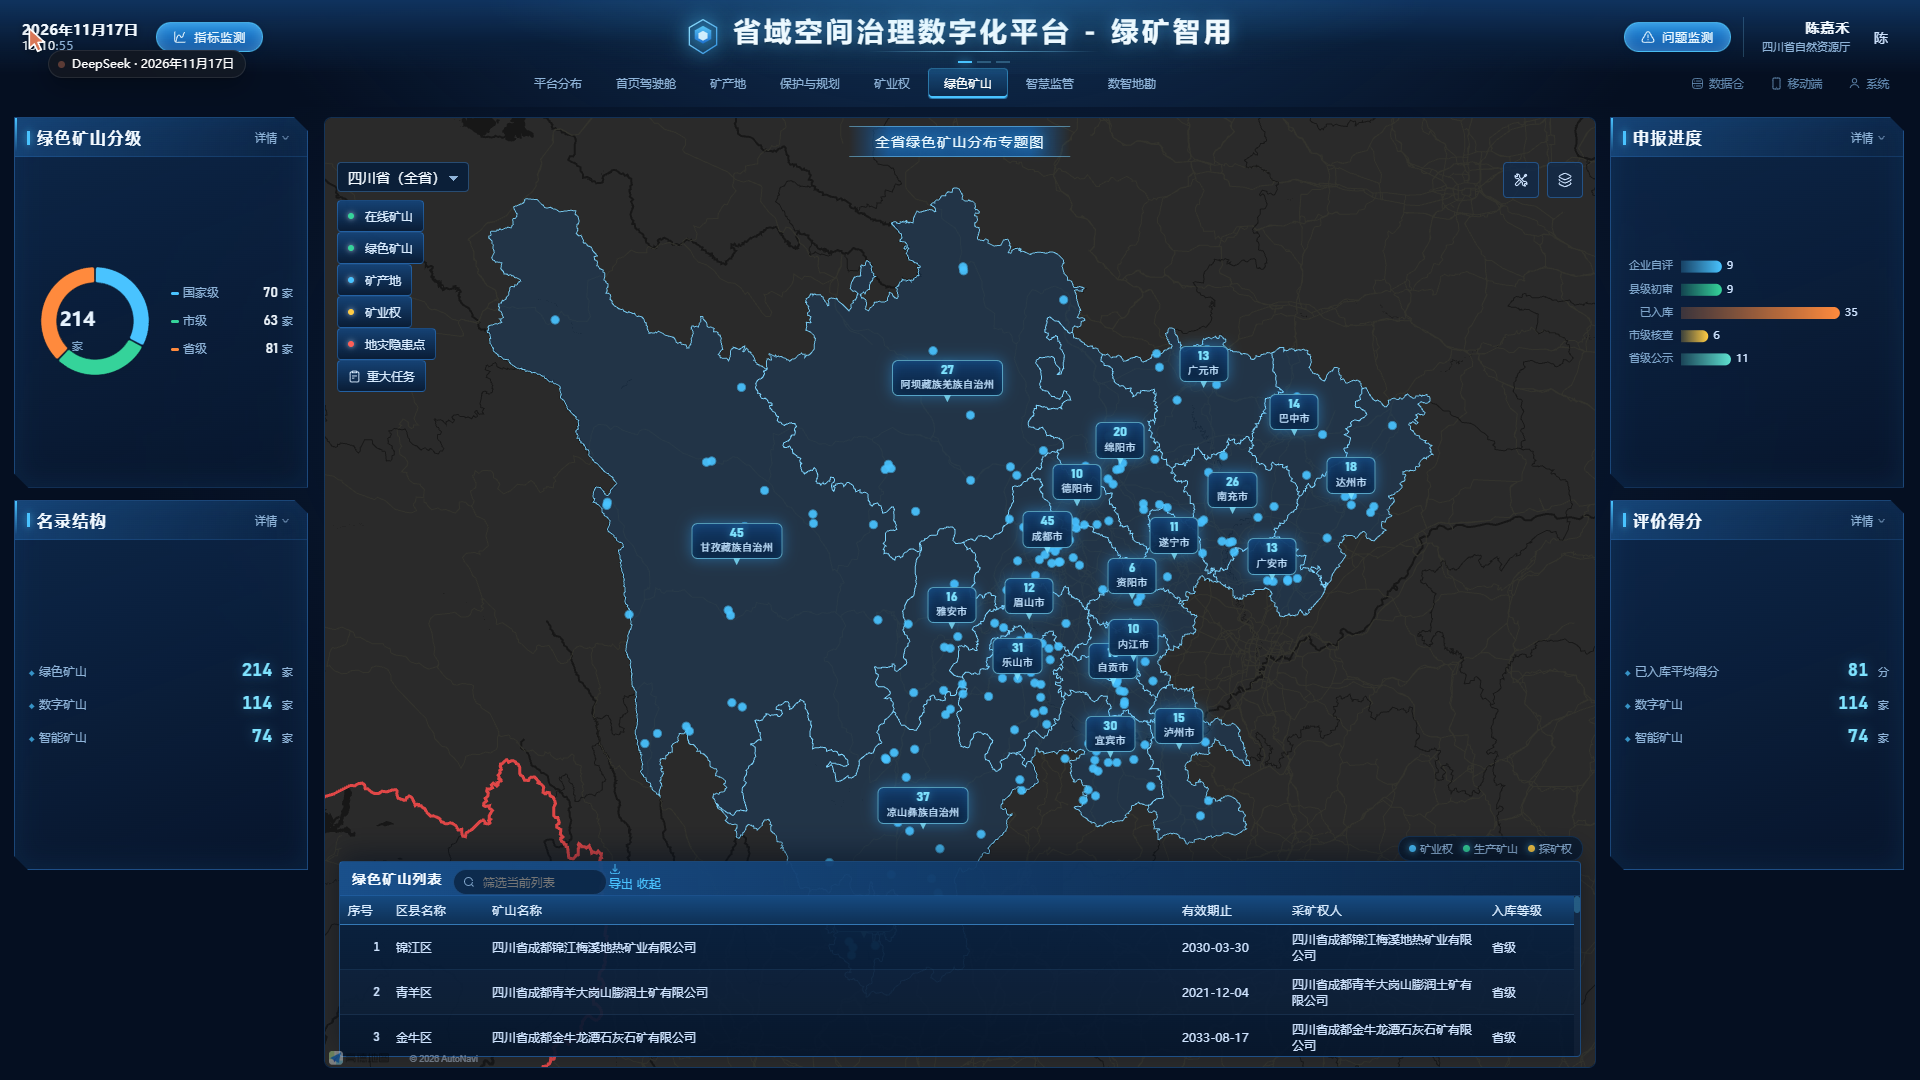 2026年11月17日
10:55
指标监测
DeepSeek · 2026年11月17日
省域空间治理数字化平台 - 绿矿智用
问题监测
陈嘉禾
四川省自然资源厅
陈
平台分布
首页驾驶舱
矿产地
保护与规划
矿业权
绿色矿山
智慧监管
数智地勘
数据仓
移动端
系统
绿色矿山分级
详情
214
家
国家级 70 家
市级 63 家
省级 81 家
名录结构
详情
绿色矿山 214 家
数字矿山 114 家
智能矿山 74 家
全省绿色矿山分布专题图
四川省（全省）
在线矿山
绿色矿山
矿产地
矿业权
地灾隐患点
重大任务
27
阿坝藏族羌族自治州
13
广元市
14
巴中市
20
绵阳市
10
德阳市
18
达州市
26
南充市
45
成都市
11
遂宁市
45
甘孜藏族自治州
13
广安市
6
资阳市
12
眉山市
16
雅安市
10
内江市
31
乐山市
自贡市
15
泸州市
30
宜宾市
37
凉山彝族自治州
矿业权
生产矿山
探矿权
绿色矿山列表
筛选当前列表
导出 收起
序号 区县名称 矿山名称 有效期止 采矿权人 入库等级
1 锦江区 四川省成都锦江梅溪地热矿业有限公司 2030-03-30 四川省成都锦江梅溪地热矿业有限公司 省级
2 青羊区 四川省成都青羊大岗山膨润土矿有限公司 2021-12-04 四川省成都青羊大岗山膨润土矿有限公司 省级
3 金牛区 四川省成都金牛龙潭石灰石矿有限公司 2033-08-17 四川省成都金牛龙潭石灰石矿有限公司 省级
© 2026 AutoNavi
申报进度
详情
企业自评 9
县级初审 9
已入库 35
市级核查 6
省级公示 11
评价得分
详情
已入库平均得分 81 分
数字矿山 114 家
智能矿山 74 家